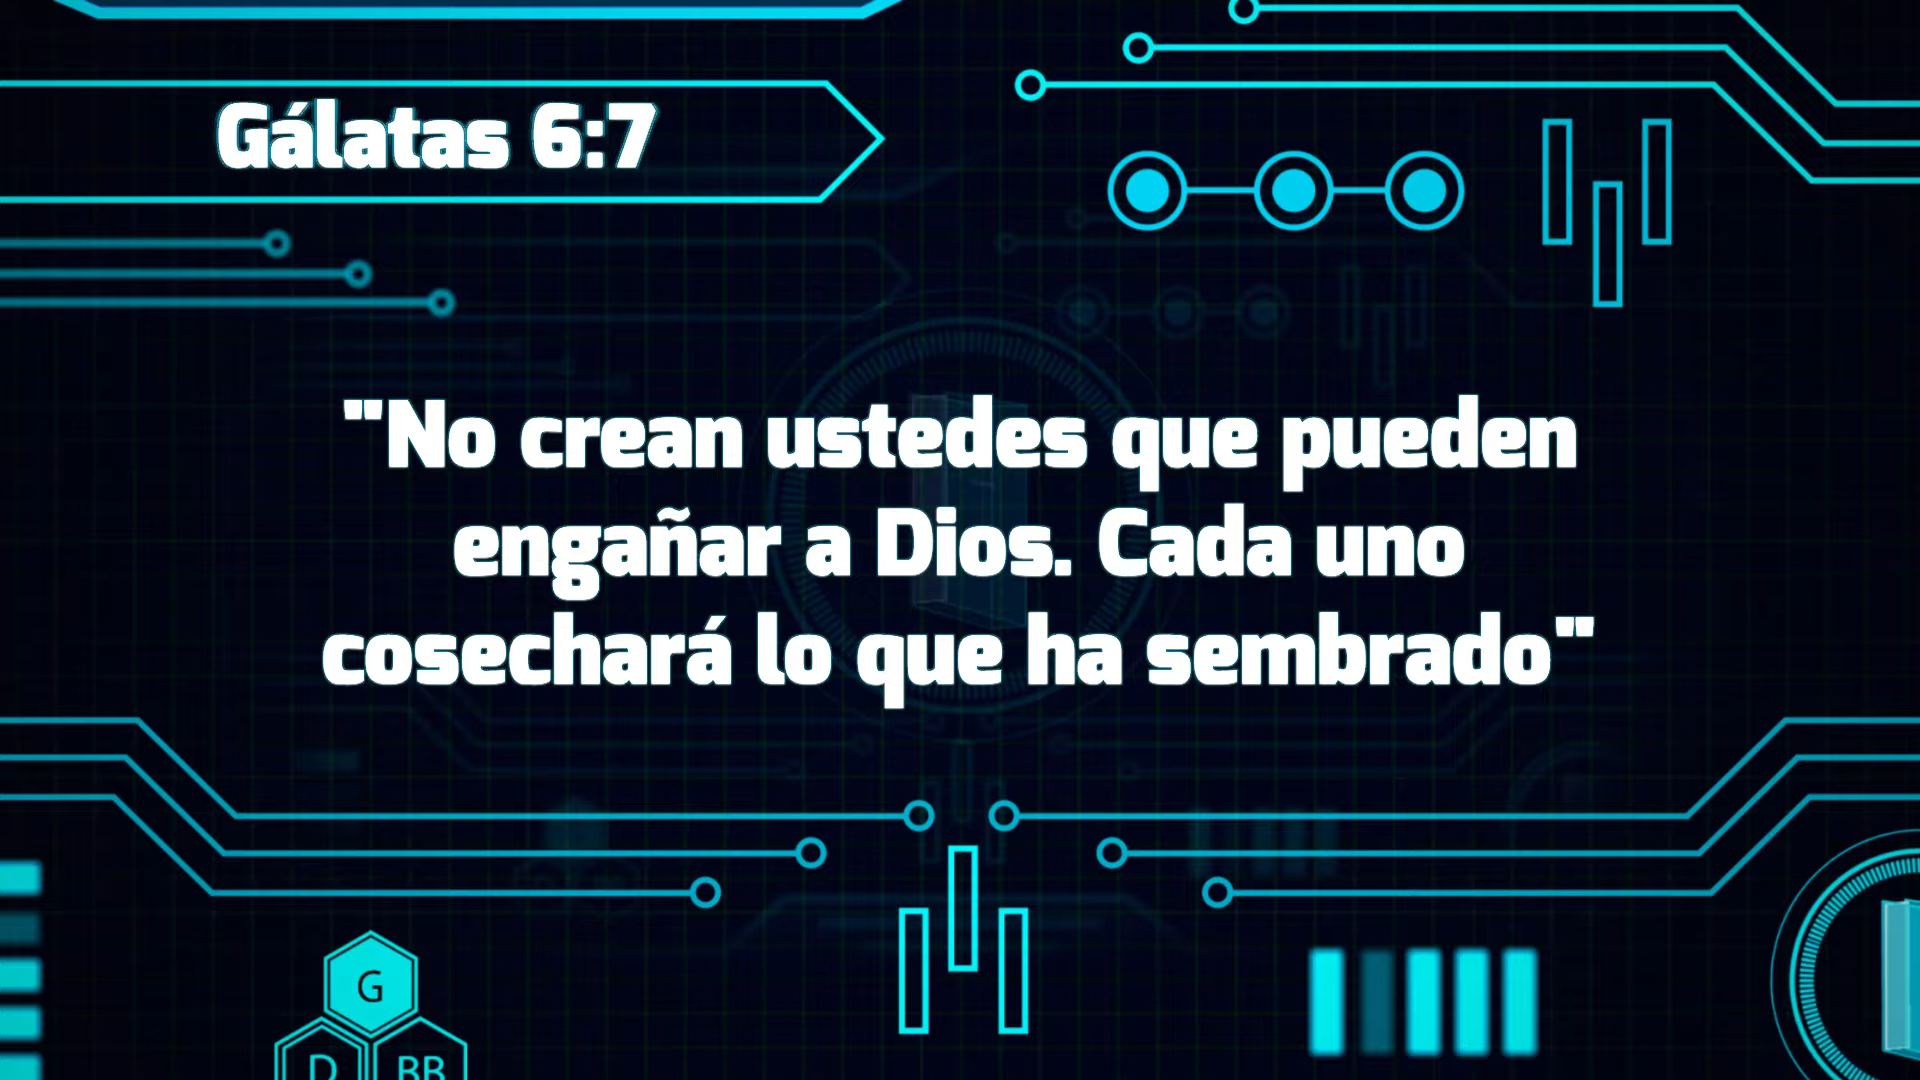 Gálatas 6:7
"No crean ustedes que pueden
engañar a Dios. Cada uno
cosechará lo que ha sembrado"
G
D BB